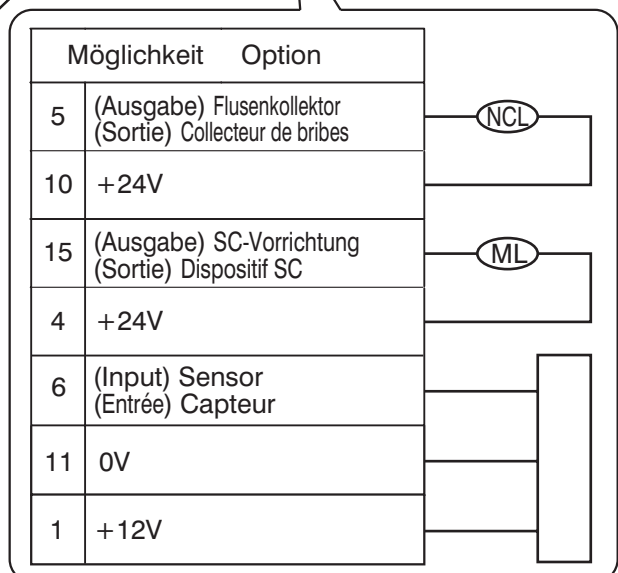 Möglichkeit Option
5 (Ausgabe) Flusenkollektor
(Sortie) Collecteur de bribes
NCL
10 +24V
15 (Ausgabe) SC-Vorrichtung
(Sortie) Dispositif SC
ML
4 +24V
6 (Input) Sensor
(Entrée) Capteur
11 0V
1 +12V